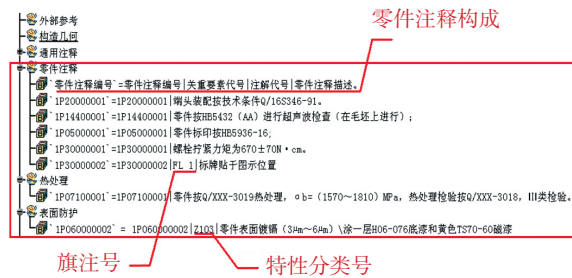 零件注释构成
外部参考
构造几何
通用注释
零件注释
`零件注释编号`=零件注释编号|关重要素代号|注解代号|零件注释描述。
`1P20000001`=1P20000001|端头装配按技术条件Q/16S346-91。
`1P14400001`=1P14400001|零件按HB5432（AA）进行超声波检查（在毛坯上进行）；
`1P05000001`=1P05000001|零件标印按HB5936-16;
`1P30000001`=1P30000001|螺栓拧紧力矩为670±70N·cm。
`1P30000002`=1P30000002|FL 1|标牌贴于图示位置
热处理
`1P07100001`=1P07100001|零件按Q/XXX-3019热处理，σb=（1570～1810）MPa，热处理检验按Q/XXX-3018，Ⅲ类检验。
表面防护
`1P060000002` = 1P060000002|Z103|零件表面镀镉（3μm～6μm）\涂一层H06-076底漆和黄色TS70-60磁漆
旗注号
特性分类号